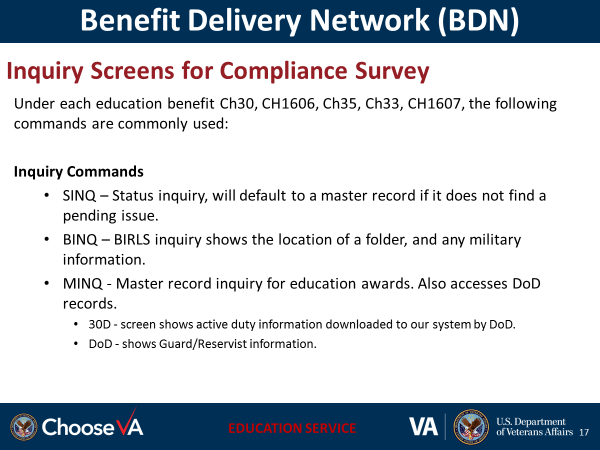 Benefit Delivery Network (BDN)
Inquiry Screens for Compliance Survey
Under each education benefit Ch30, CH1606, Ch35, Ch33, CH1607, the following
commands are commonly used:
Inquiry Commands
• SINQ – Status inquiry, will default to a master record if it does not find a
pending issue.
• BINQ – BIRLS inquiry shows the location of a folder, and any military
information.
• MINQ - Master record inquiry for education awards. Also accesses DoD
records.
• 30D - screen shows active duty information downloaded to our system by DoD.
• DoD - shows Guard/Reservist information.
ChooseVA
EDUCATION SERVICE
VA
U.S. Department
of Veterans Affairs
17